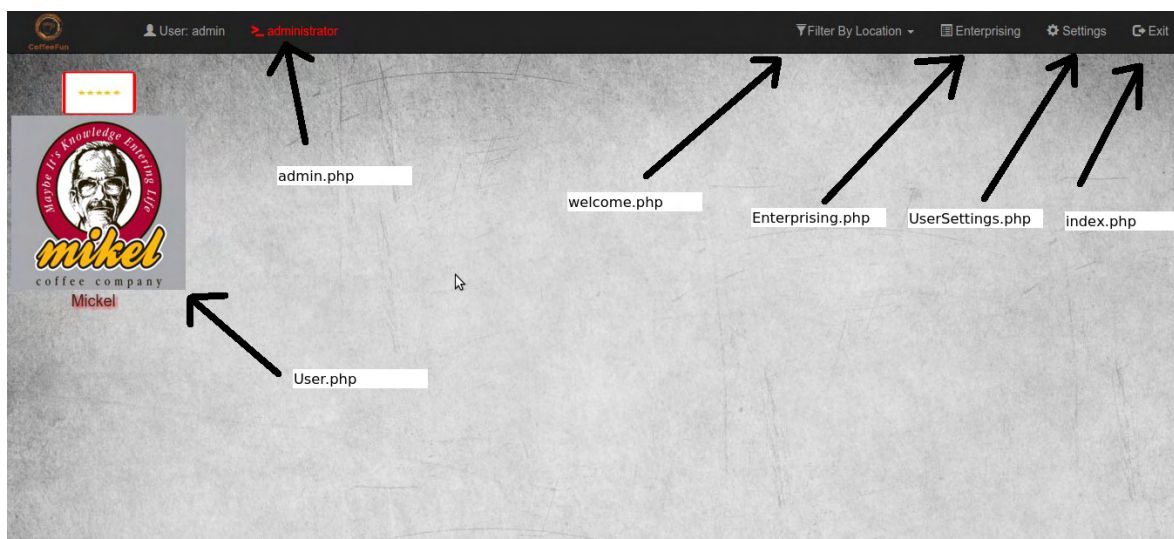 CoffeeFun
User: admin
>_ administrator
Filter By Location
Enterprising
Settings
Exit
Maybe It's Knowledge Entering Life
mikel
coffee company
Mickel
admin.php
welcome.php
Enterprising.php
UserSettings.php
index.php
User.php